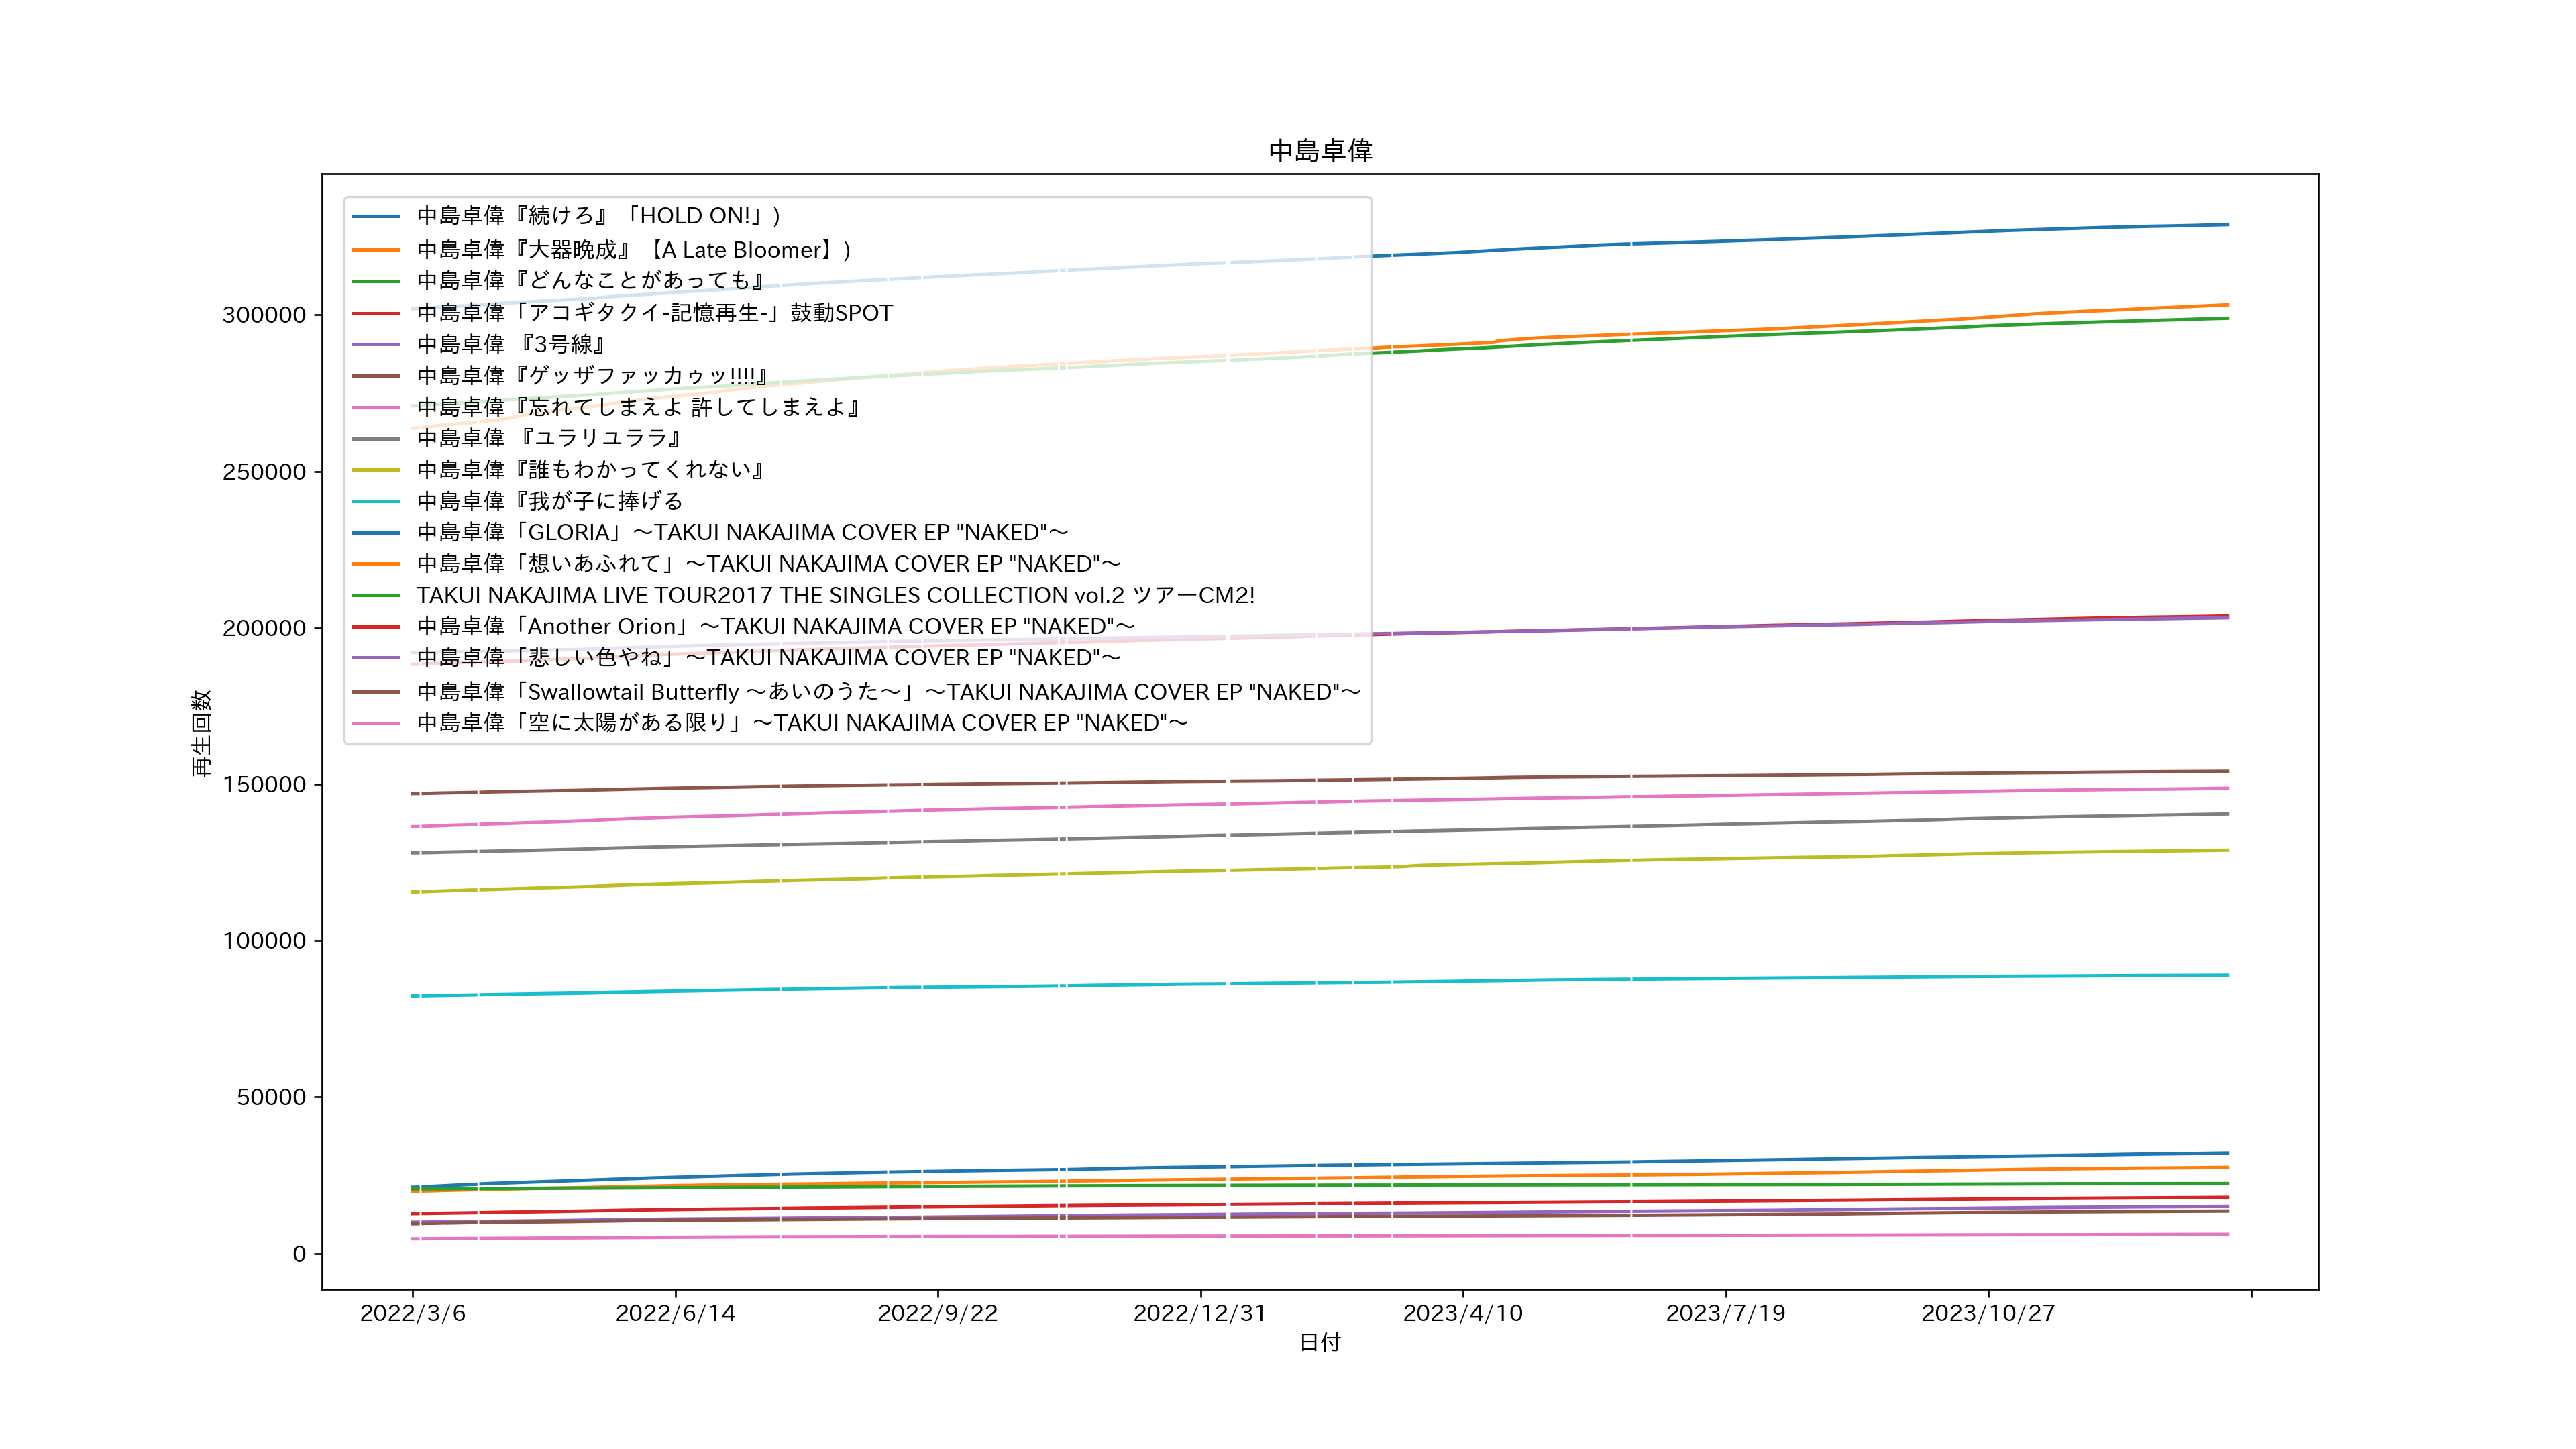 中島卓偉
中島卓偉『続けろ』「HOLD ON!」)
中島卓偉『大器晩成』【A Late Bloomer】)
中島卓偉『どんなことがあっても』
中島卓偉「アコギタクイ-記憶再生-」鼓動SPOT
中島卓偉 『3号線』
中島卓偉『ゲッザファッカゥッ!!!!』
中島卓偉『忘れてしまえよ 許してしまえよ』
中島卓偉 『ユラリユララ』
中島卓偉『誰もわかってくれない』
中島卓偉『我が子に捧げる
中島卓偉「GLORIA」～TAKUI NAKAJIMA COVER EP "NAKED"～
中島卓偉「想いあふれて」～TAKUI NAKAJIMA COVER EP "NAKED"～
TAKUI NAKAJIMA LIVE TOUR2017 THE SINGLES COLLECTION vol.2 ツアーCM2!
中島卓偉「Another Orion」～TAKUI NAKAJIMA COVER EP "NAKED"～
中島卓偉「悲しい色やね」～TAKUI NAKAJIMA COVER EP "NAKED"～
中島卓偉「Swallowtail Butterfly ～あいのうた～」～TAKUI NAKAJIMA COVER EP "NAKED"～
中島卓偉「空に太陽がある限り」～TAKUI NAKAJIMA COVER EP "NAKED"～
再生回数
300000
250000
200000
150000
100000
50000
0
2022/3/6 2022/6/14 2022/9/22 2022/12/31 2023/4/10 2023/7/19 2023/10/27
日付